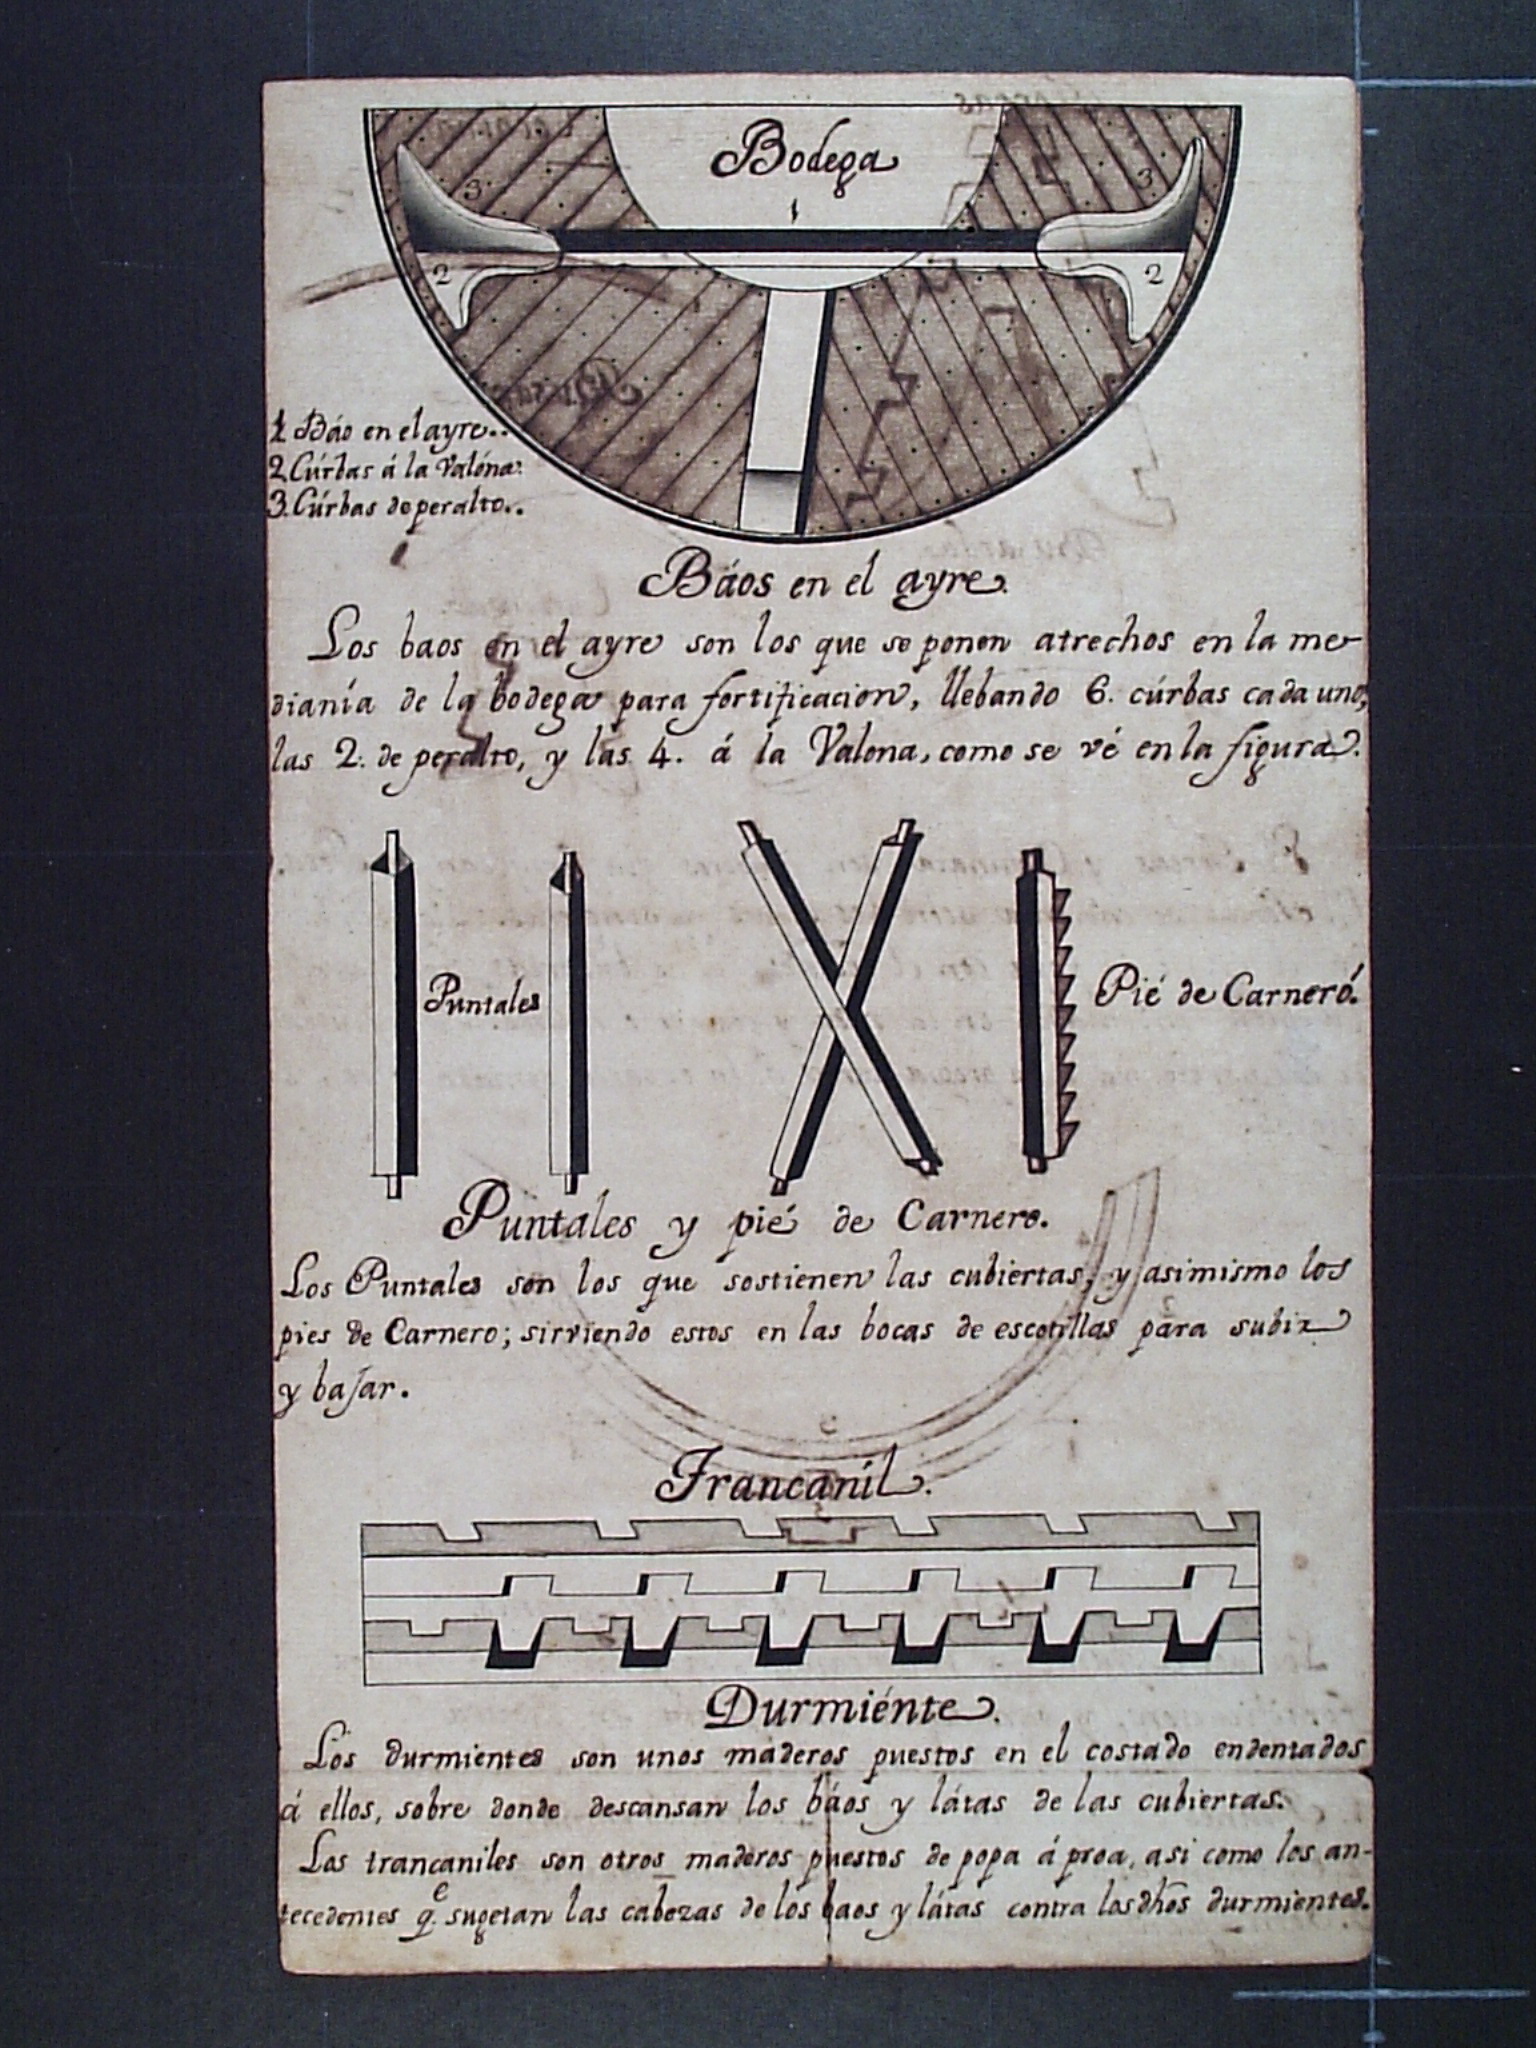 Bodega
1
3
3
2
2
1. Báo en el ayre..
2. Cúrbas á la Valóna.
3. Cúrbas de peralto..
Báos en el ayre.
Los baos en el ayre son los que se ponen atrechos en la me-
dianía de la bodega para fortificacion, llebando 6. cúrbas cada uno,
las 2. de peralto, y las 4. á la Valona, como se vé en la figura.
Puntales
Pié de Carneró.
Puntales y pié de Carnero.
Los Puntales son los que sostienen las cubiertas, y asimismo los
pies de Carnero; sirviendo estos en las bocas de escotillas para subir
y bajar.
Trancaníl.
Durmiénte.
Los durmientes son unos maderos puestos en el costado endentados
á ellos, sobre donde descansan los báos y látas de las cubiertas.
Los trancaniles son otros maderos puestos de popa á proa, asi como los an-
tecedentes q.e sugetan las cabezas de los baos y látas contra los dhos durmientes.